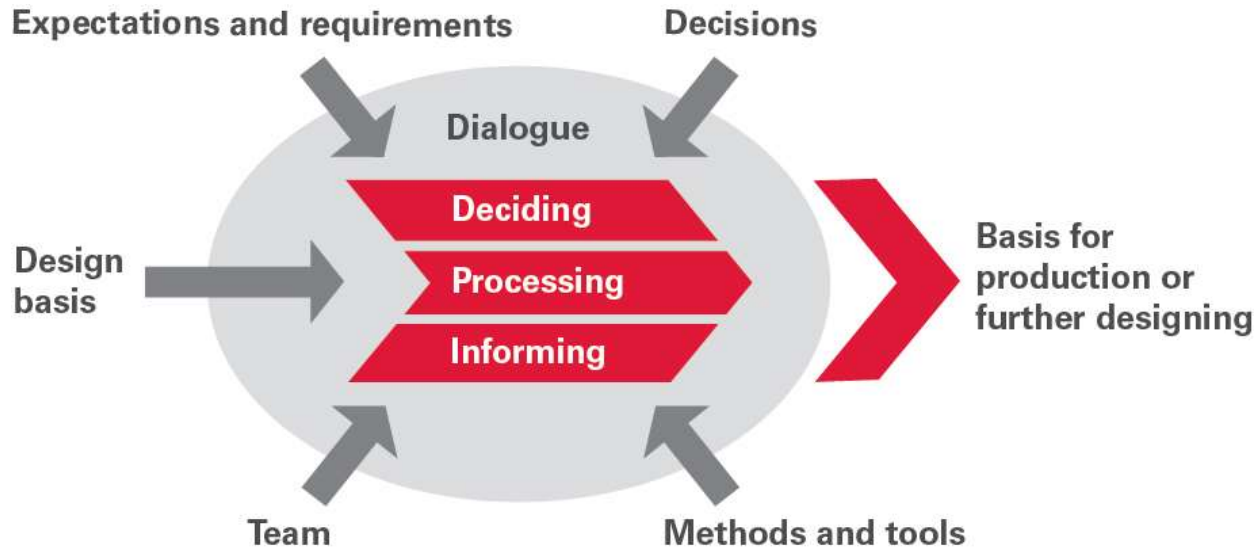 Expectations and requirements
Decisions
Dialogue
Deciding
Design
basis
Processing
Informing
Basis for
production or
further designing
Team
Methods and tools